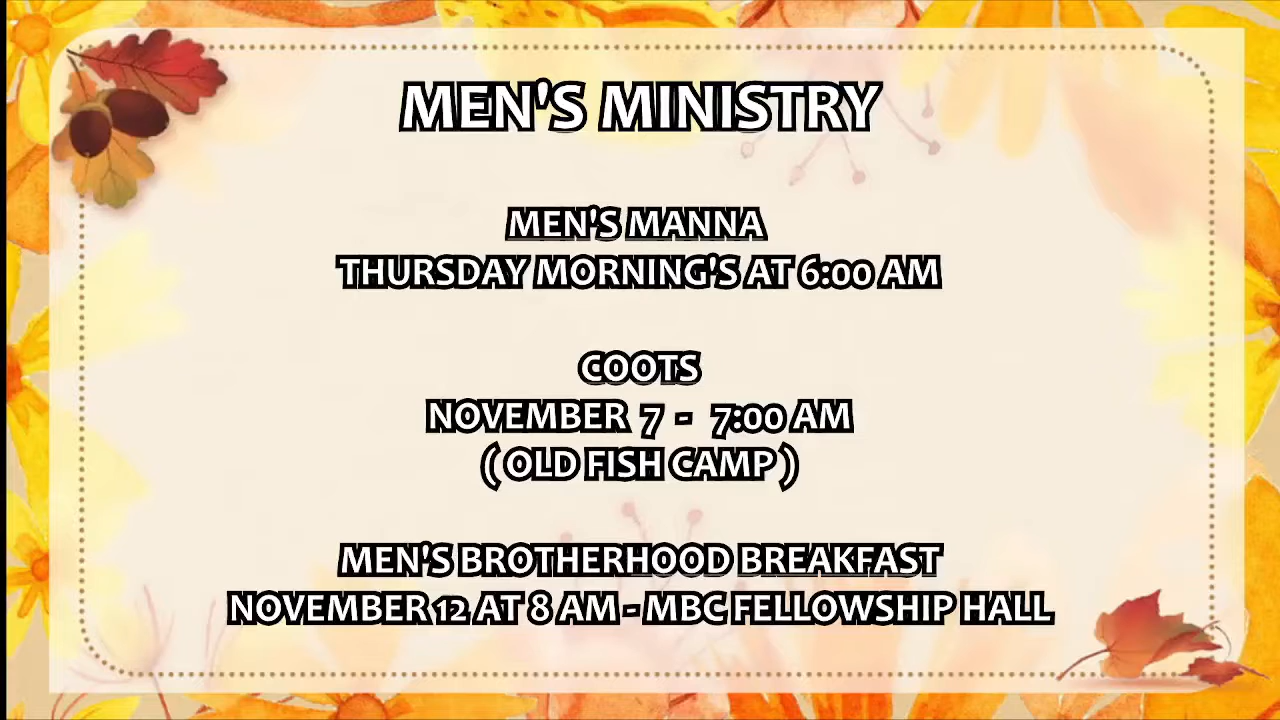 MEN'S MINISTRY
MEN'S MANNA
THURSDAY MORNING'S AT 6:00 AM
COOTS
NOVEMBER 7 - 7:00 AM
( OLD FISH CAMP )
MEN'S BROTHERHOOD BREAKFAST
NOVEMBER 12 AT 8 AM - MBC FELLOWSHIP HALL